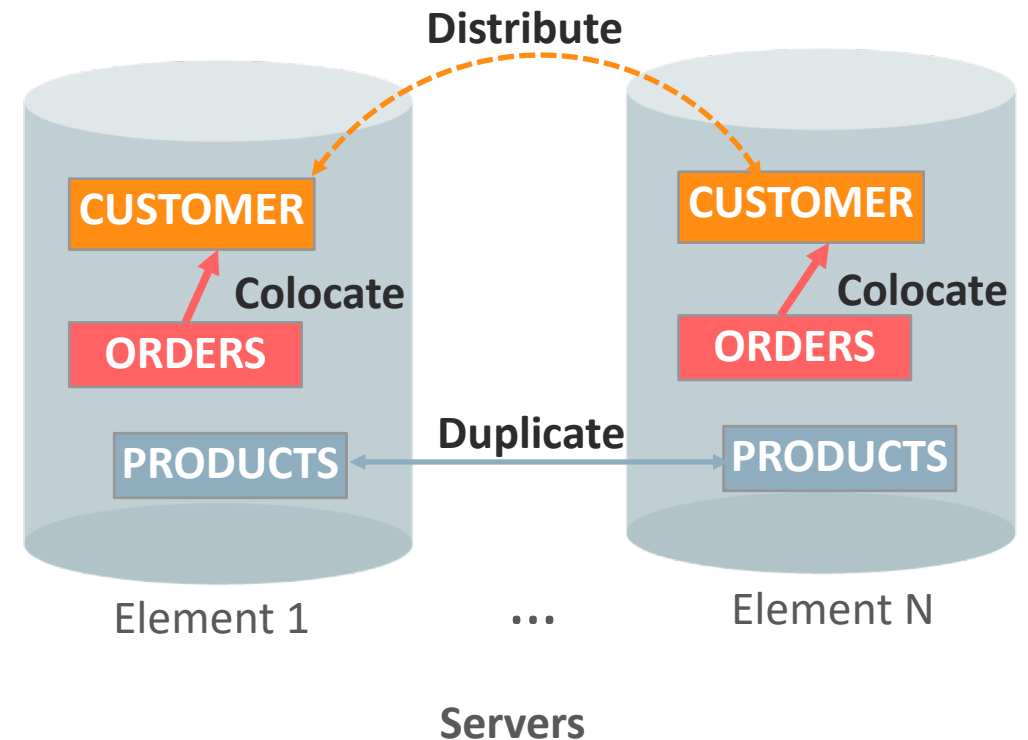 Distribute
CUSTOMER
CUSTOMER
Colocate
Colocate
ORDERS
ORDERS
Duplicate
PRODUCTS
PRODUCTS
Element 1
...
Element N
Servers